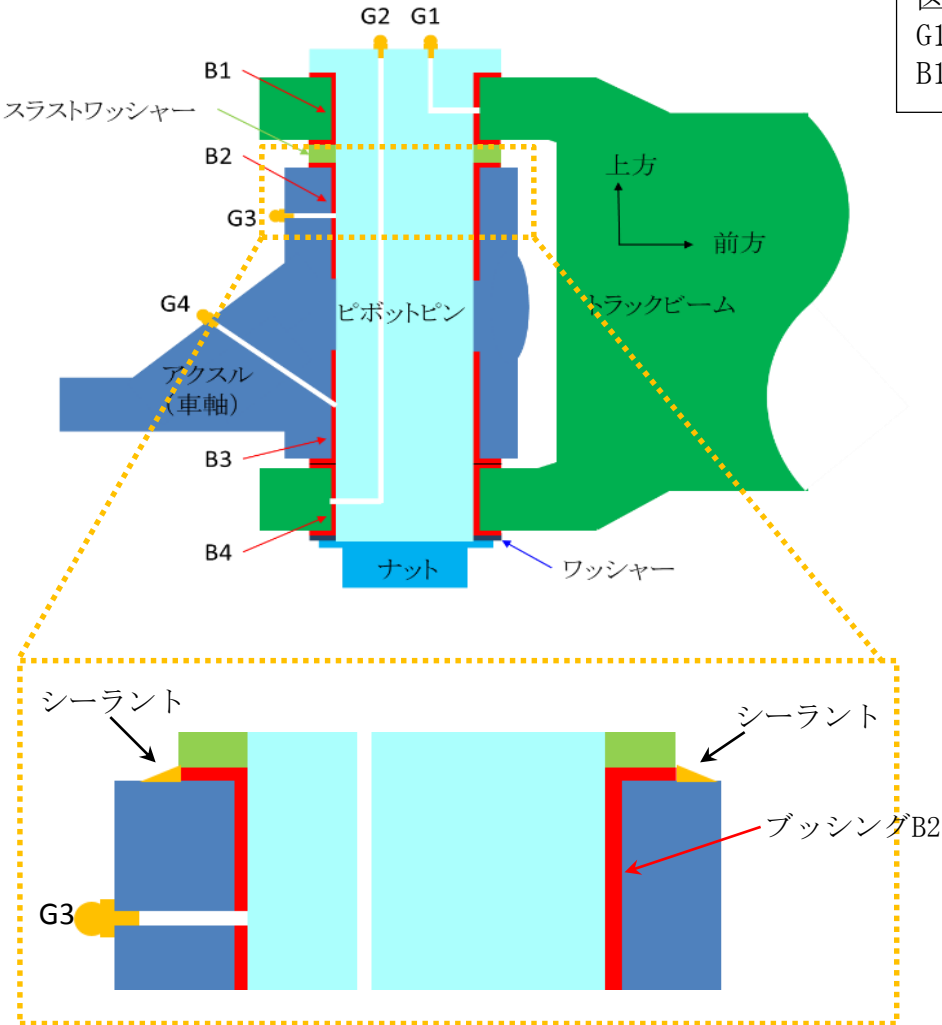 G2
G1
G1
B1
B1
スラストワッシャー
B2
上方
G3
前方
G4
ピボットピン
トラックビーム
アクスル
(車軸)
B3
B4
ナット
ワッシャー
シーラント
シーラント
ブッシングB2
G3